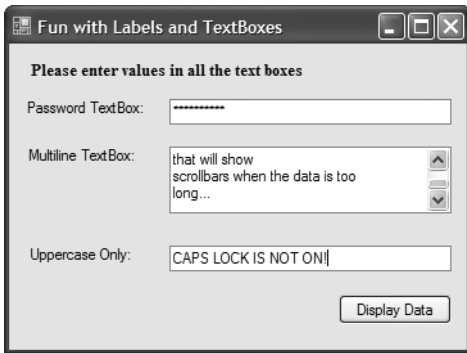 Fun with Labels and TextBoxes
Please enter values in all the text boxes
Password TextBox:
**********
Multiline TextBox:
that will show
scrollbars when the data is too
long...
Uppercase Only:
CAPS LOCK IS NOT ON!
Display Data